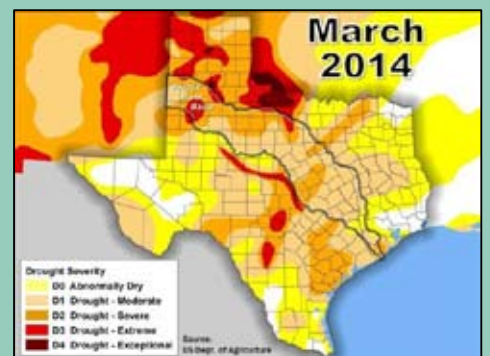 March
2014
Drought Severity
D0 Abnormally Dry
D1 Drought - Moderate
D2 Drought - Severe
D3 Drought - Extreme
D4 Drought - Exceptional
Source:
US Dept. of Agriculture